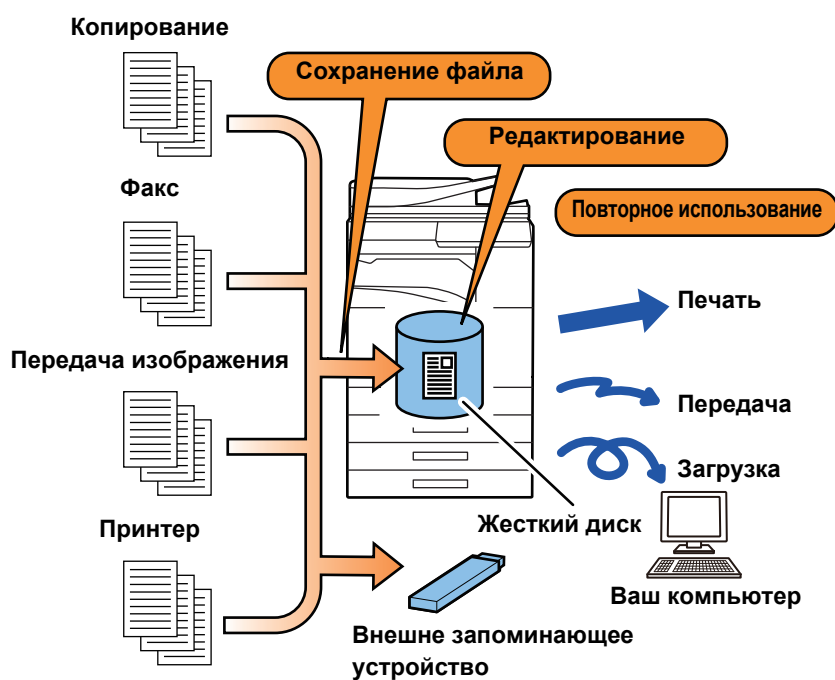 Копирование
Сохранение файла
Редактирование
Факс
Повторное использование
Печать
Передача изображения
Передача
Загрузка
Принтер
Жесткий диск
Ваш компьютер
Внешне запоминающее
устройство